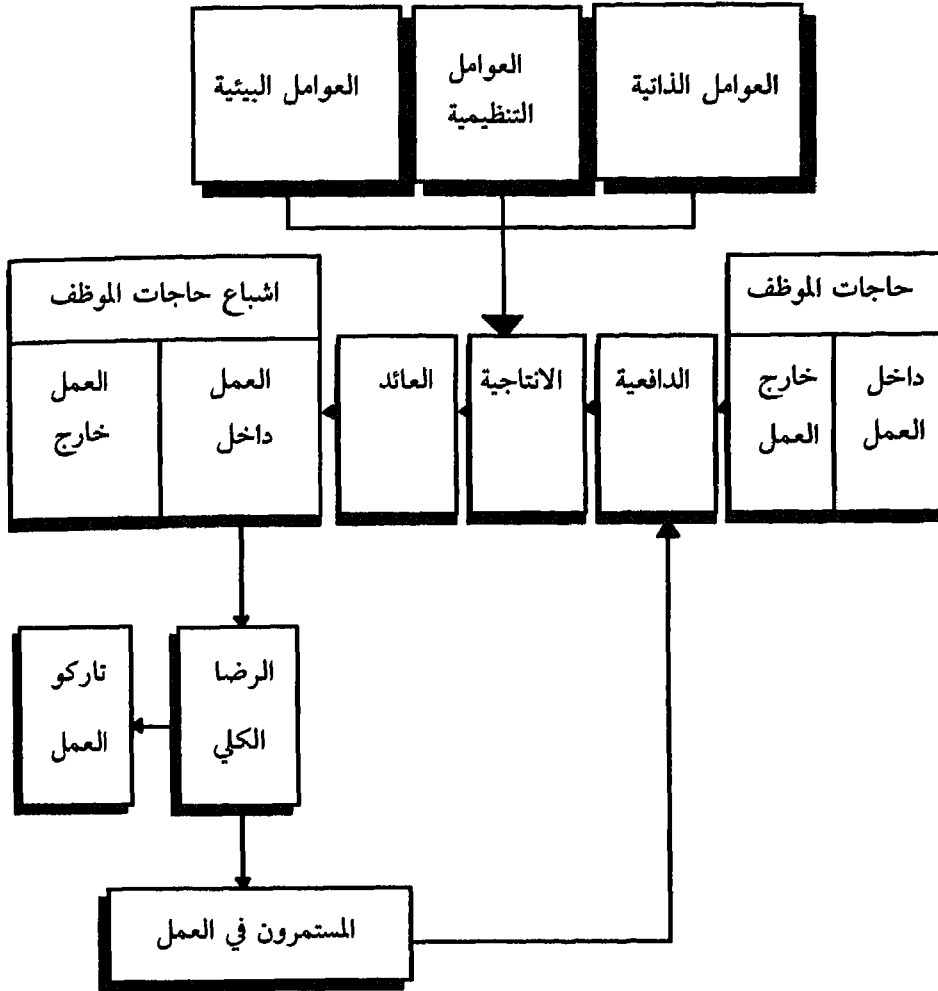 العوامل الذاتية
العوامل
التنظيمية
العوامل البيئية
حاجات الموظف
داخل
العمل
خارج
العمل
الدافعية
الانتاجية
العائد
اشباع حاجات الموظف
العمل
داخل
العمل
خارج
الرضا
الكلي
تاركو
العمل
المستمرون في العمل